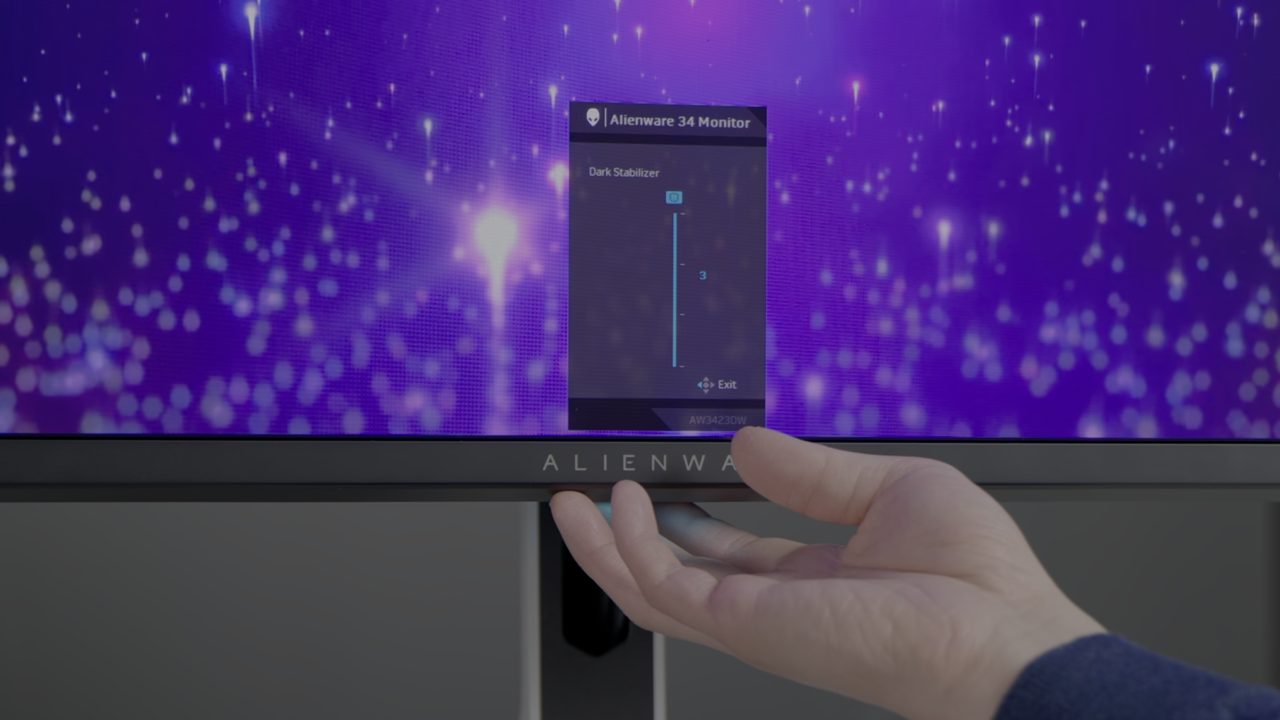 Alienware 34 Monitor
Dark Stabilizer
3
Exit
AW3423DW
ALIENWA